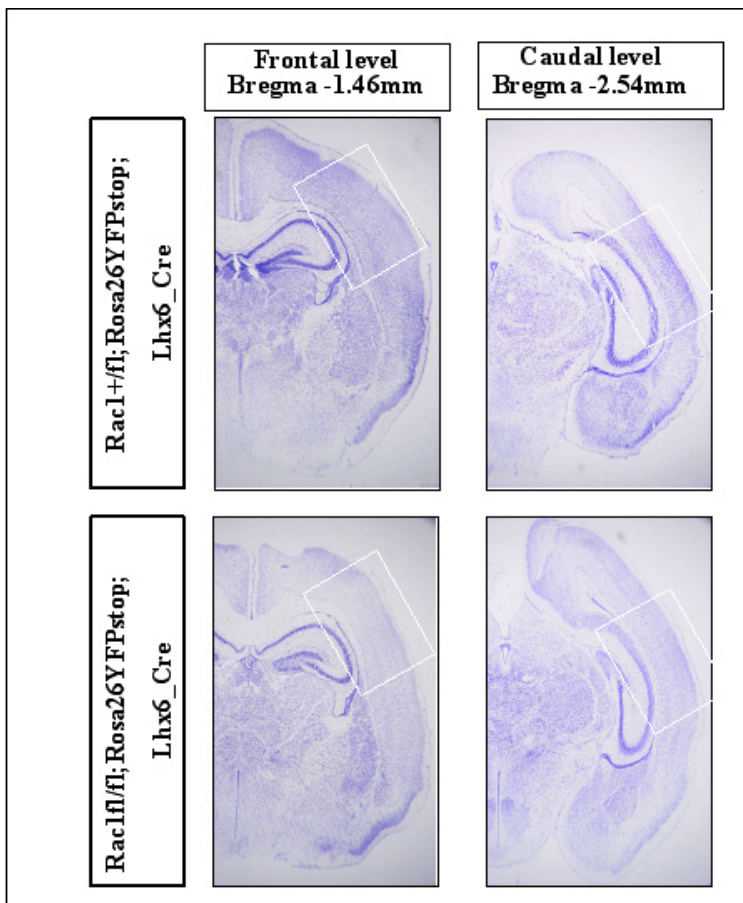 Frontal level
Bregma -1.46mm
Caudal level
Bregma -2.54mm
Rac1+/fl;Rosa26YFPstop;
Lhx6_Cre
Rac1fl/fl;Rosa26YFPstop;
Lhx6_Cre